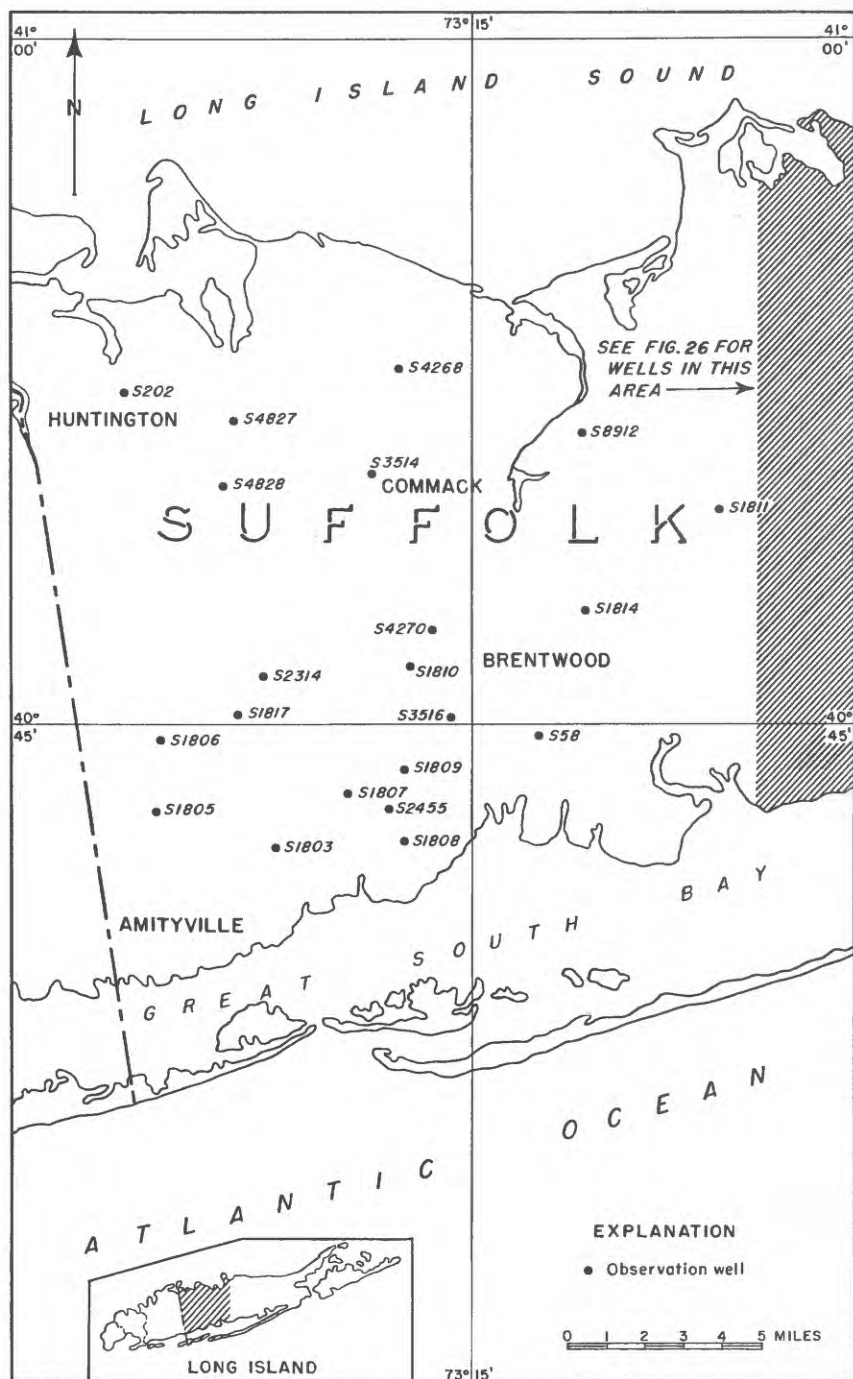 73° 15'
41°
00'
41°
00'
N
LONG ISLAND SOUND
SEE FIG. 26 FOR
WELLS IN THIS
AREA
S4268
S202
HUNTINGTON
S4827
S8912
S3514
COMMACK
S4828
S1811
SUFFOLK
S1814
S4270
BRENTWOOD
S1810
S2314
S1817
S3516
40°
45'
40°
45'
S1806
S58
S1809
S1807
S1805
S2455
S1803
S1808
AMITYVILLE
GREAT SOUTH BAY
ATLANTIC OCEAN
EXPLANATION
Observation well
0 1 2 3 4 5 MILES
LONG ISLAND
73° 15'